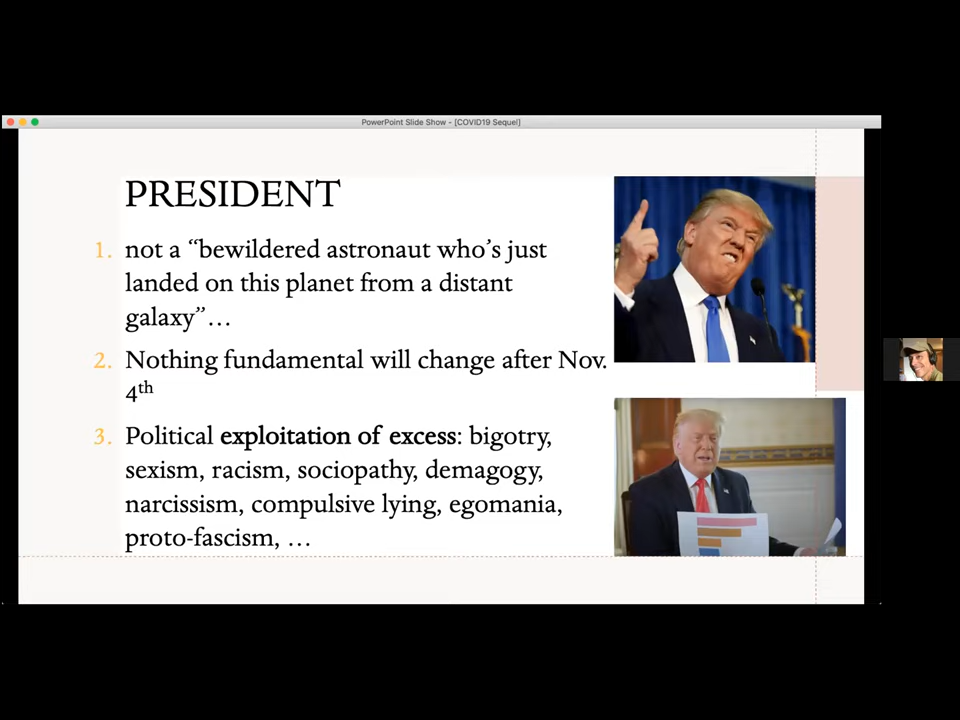 PowerPoint Slide Show - [COVID19 Sequel]
PRESIDENT
1. not a “bewildered astronaut who’s just
landed on this planet from a distant
galaxy”…
2. Nothing fundamental will change after Nov.
4th
3. Political exploitation of excess: bigotry,
sexism, racism, sociopathy, demagogy,
narcissism, compulsive lying, egomania,
proto-fascism, …